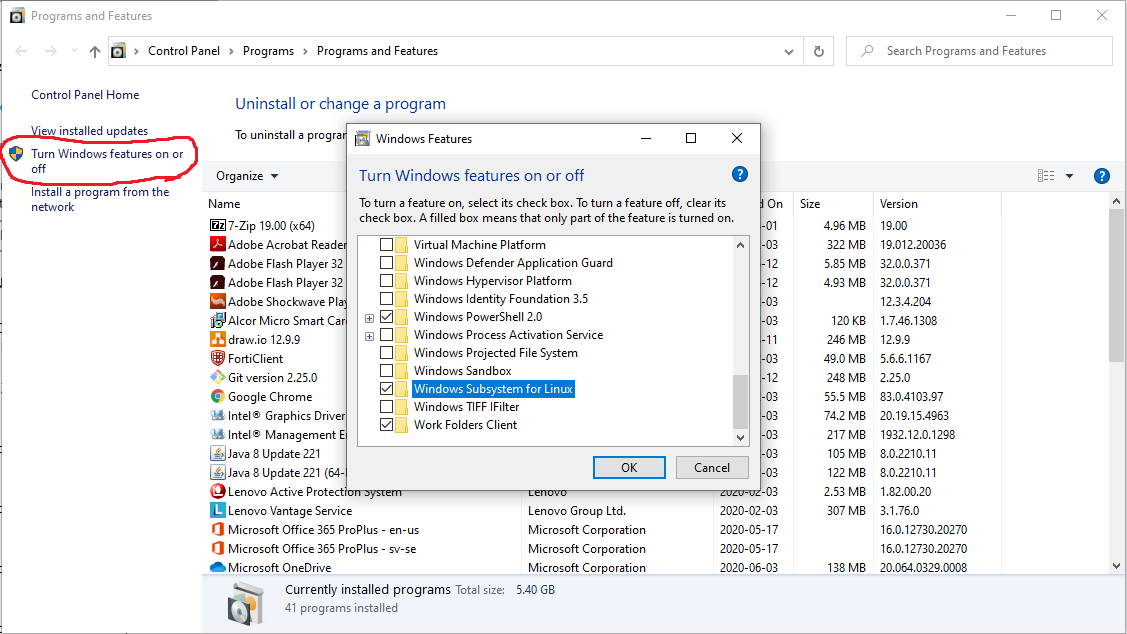 Programs and Features
Control Panel > Programs > Programs and Features
Search Programs and Features
Control Panel Home
View installed updates
Turn Windows features on or
off
Install a program from the
network
Uninstall or change a program
To uninstall a program
Organize
Name
d On
Size
Version
7-Zip 19.00 (x64) -01 4.96 MB 19.00
Adobe Acrobat Reader -03 322 MB 19.012.20036
Adobe Flash Player 32 -12 5.85 MB 32.0.0.371
Adobe Flash Player 32 -12 4.93 MB 32.0.0.371
Adobe Shockwave Pla -03 12.3.4.204
Alcor Micro Smart Car -03 120 KB 1.7.46.1308
draw.io 12.9.9 -11 246 MB 12.9.9
FortiClient -03 49.0 MB 5.6.6.1167
Git version 2.25.0 -12 248 MB 2.25.0
Google Chrome -03 55.5 MB 83.0.4103.97
Intel® Graphics Driver -03 74.2 MB 20.19.15.4963
Intel® Management E -03 217 MB 1932.12.0.1298
Java 8 Update 221 -03 105 MB 8.0.2210.11
Java 8 Update 221 (64- -03 122 MB 8.0.2210.11
Lenovo Active Protection System Lenovo 2020-02-03 2.53 MB 1.82.00.20
Lenovo Vantage Service Lenovo Group Ltd. 2020-02-03 307 MB 3.1.76.0
Microsoft Office 365 ProPlus - en-us Microsoft Corporation 2020-05-17 16.0.12730.20270
Microsoft Office 365 ProPlus - sv-se Microsoft Corporation 2020-05-17 16.0.12730.20270
Microsoft OneDrive Microsoft Corporation 2020-06-03 138 MB 20.064.0329.0008
Currently installed programs Total size: 5.40 GB
41 programs installed
Windows Features
Turn Windows features on or off
To turn a feature on, select its check box. To turn a feature off, clear its
check box. A filled box means that only part of the feature is turned on.
Virtual Machine Platform
Windows Defender Application Guard
Windows Hypervisor Platform
Windows Identity Foundation 3.5
Windows PowerShell 2.0
Windows Process Activation Service
Windows Projected File System
Windows Sandbox
Windows Subsystem for Linux
Windows TIFF IFilter
Work Folders Client
OK
Cancel